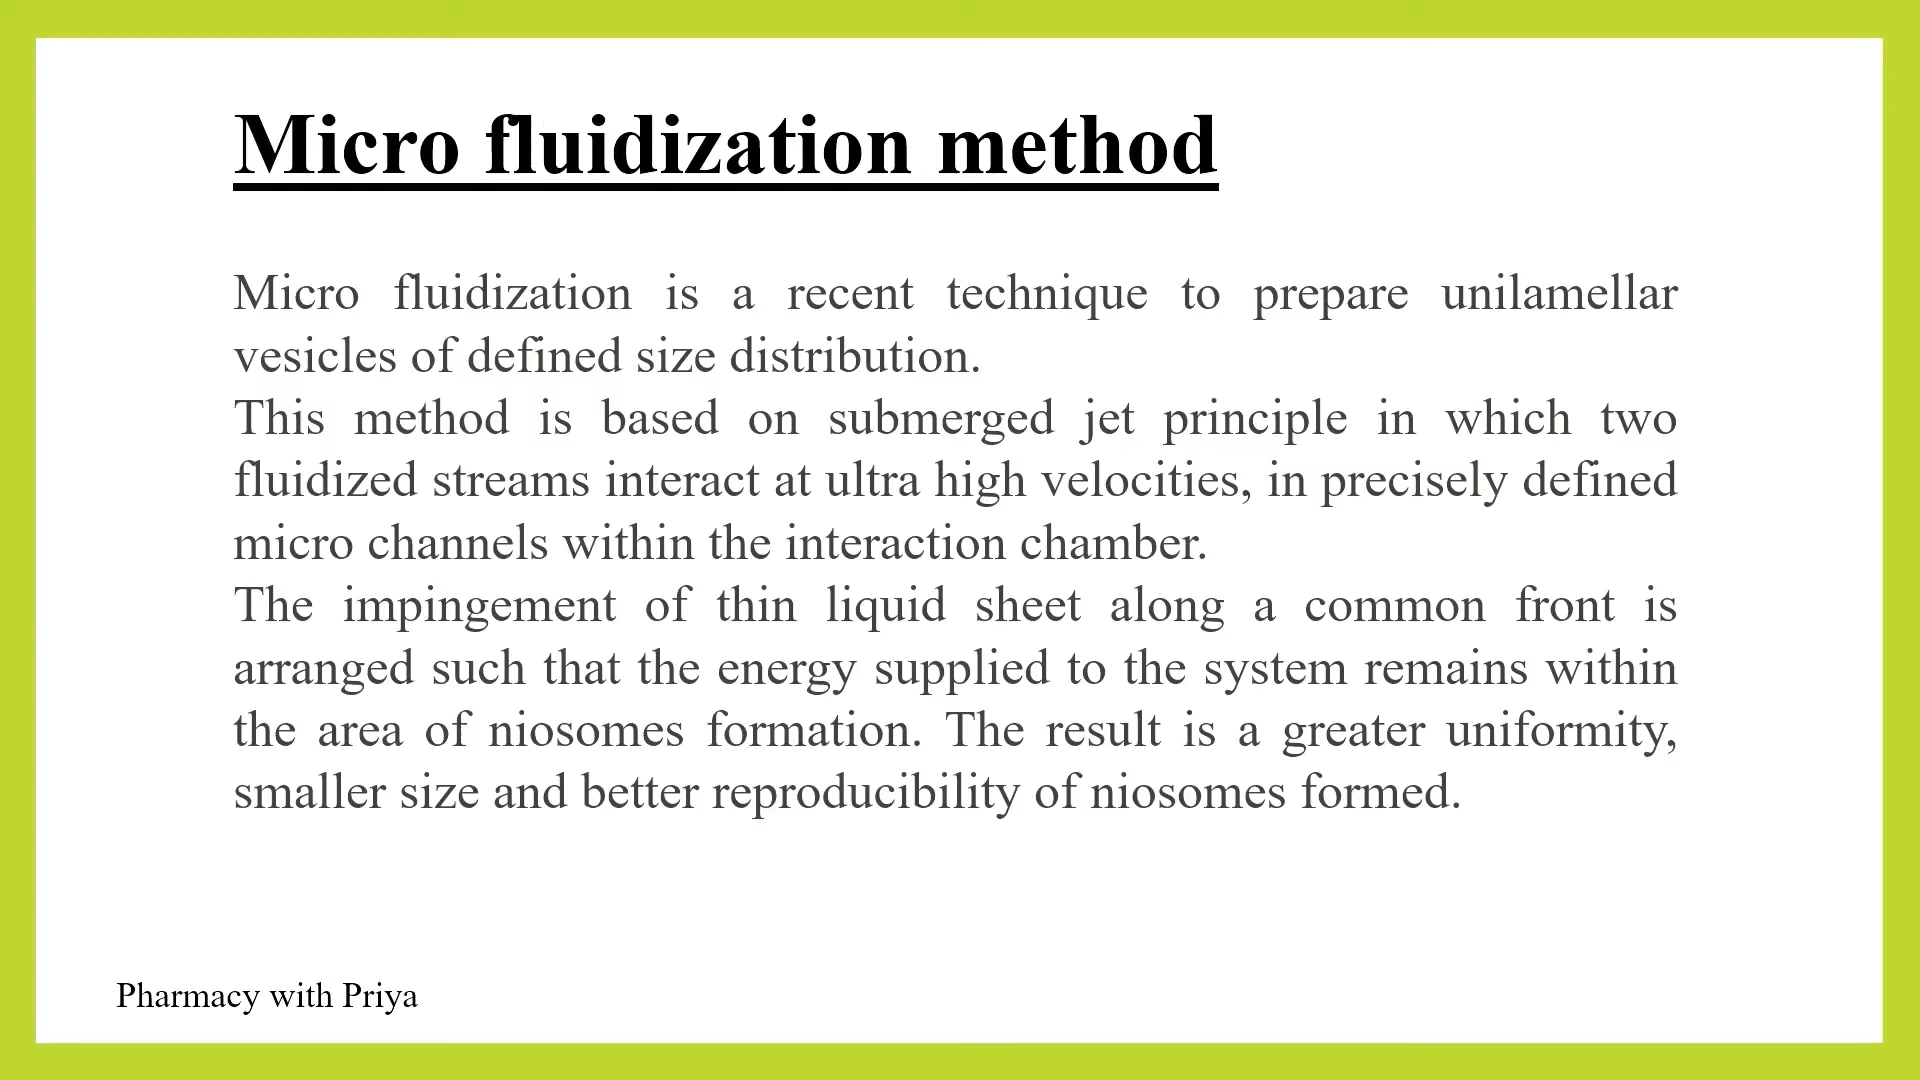 Micro fluidization method
Micro fluidization is a recent technique to prepare unilamellar
vesicles of defined size distribution.
This method is based on submerged jet principle in which two
fluidized streams interact at ultra high velocities, in precisely defined
micro channels within the interaction chamber.
The impingement of thin liquid sheet along a common front is
arranged such that the energy supplied to the system remains within
the area of niosomes formation. The result is a greater uniformity,
smaller size and better reproducibility of niosomes formed.
Pharmacy with Priya